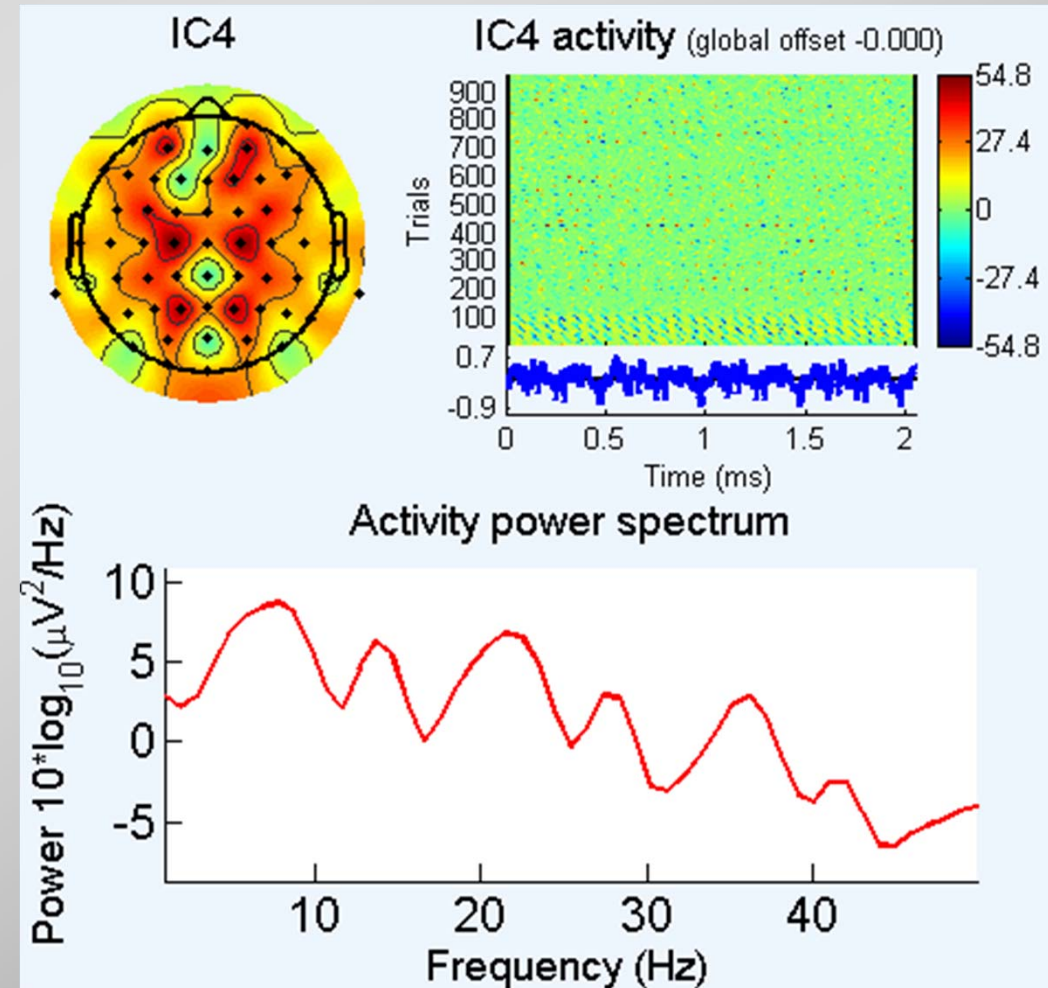 IC4
IC4 activity (global offset -0.000)
Trials
900
800
700
600
500
400
300
200
100
0.7
-0.9
0 0.5 1 1.5 2
Time (ms)
54.8
27.4
0
-27.4
-54.8
Activity power spectrum
Power 10*log10(μV2/Hz)
10
5
0
-5
10 20 30 40
Frequency (Hz)